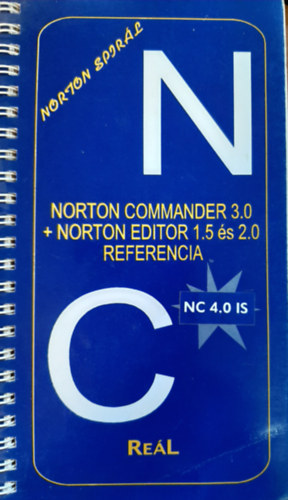 NORTON SPIRÁL
N
NORTON COMMANDER 3.0
+ NORTON EDITOR 1.5 és 2.0
REFERENCIA
NC 4.0 IS
C
REÁL